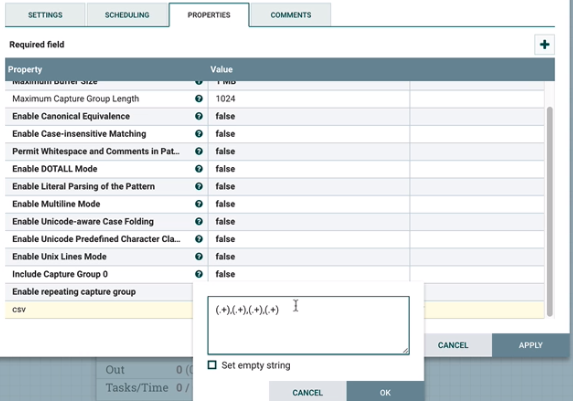 SETTINGS SCHEDULING PROPERTIES COMMENTS
Required field
Property Value
Maximum Buffer Size 1 MB
Maximum Capture Group Length 1024
Enable Canonical Equivalence false
Enable Case-insensitive Matching false
Permit Whitespace and Comments in Pat... false
Enable DOTALL Mode false
Enable Literal Parsing of the Pattern false
Enable Multiline Mode false
Enable Unicode-aware Case Folding false
Enable Unicode Predefined Character Cla... false
Enable Unix Lines Mode false
Include Capture Group 0 false
Enable repeating capture group
csv
(.+),(.+),(.+),(.+)
Set empty string
CANCEL OK
CANCEL APPLY
Out 0
Tasks/Time 0 /